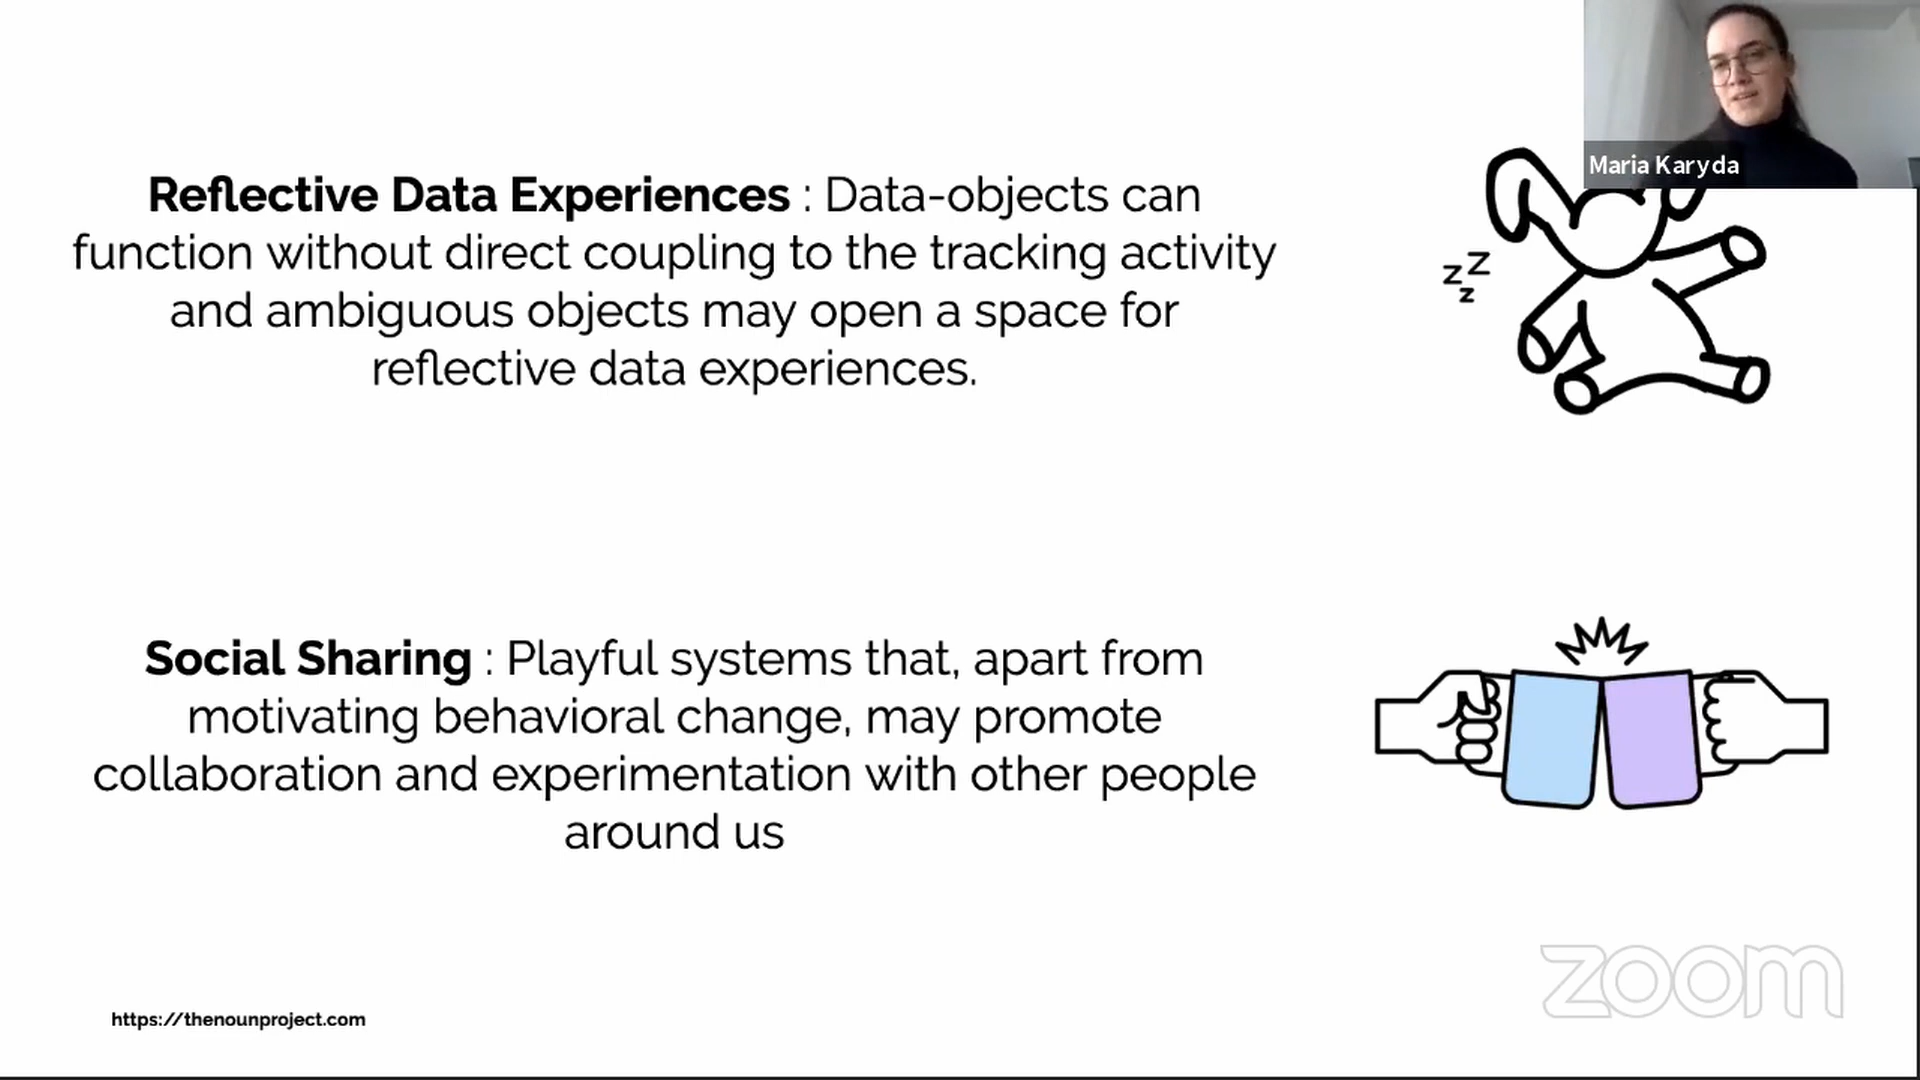 Maria Karyda
Reflective Data Experiences : Data-objects can
function without direct coupling to the tracking activity
and ambiguous objects may open a space for
reflective data experiences.
z z
z
Social Sharing : Playful systems that, apart from
motivating behavioral change, may promote
collaboration and experimentation with other people
around us
zoom
https://thenounproject.com